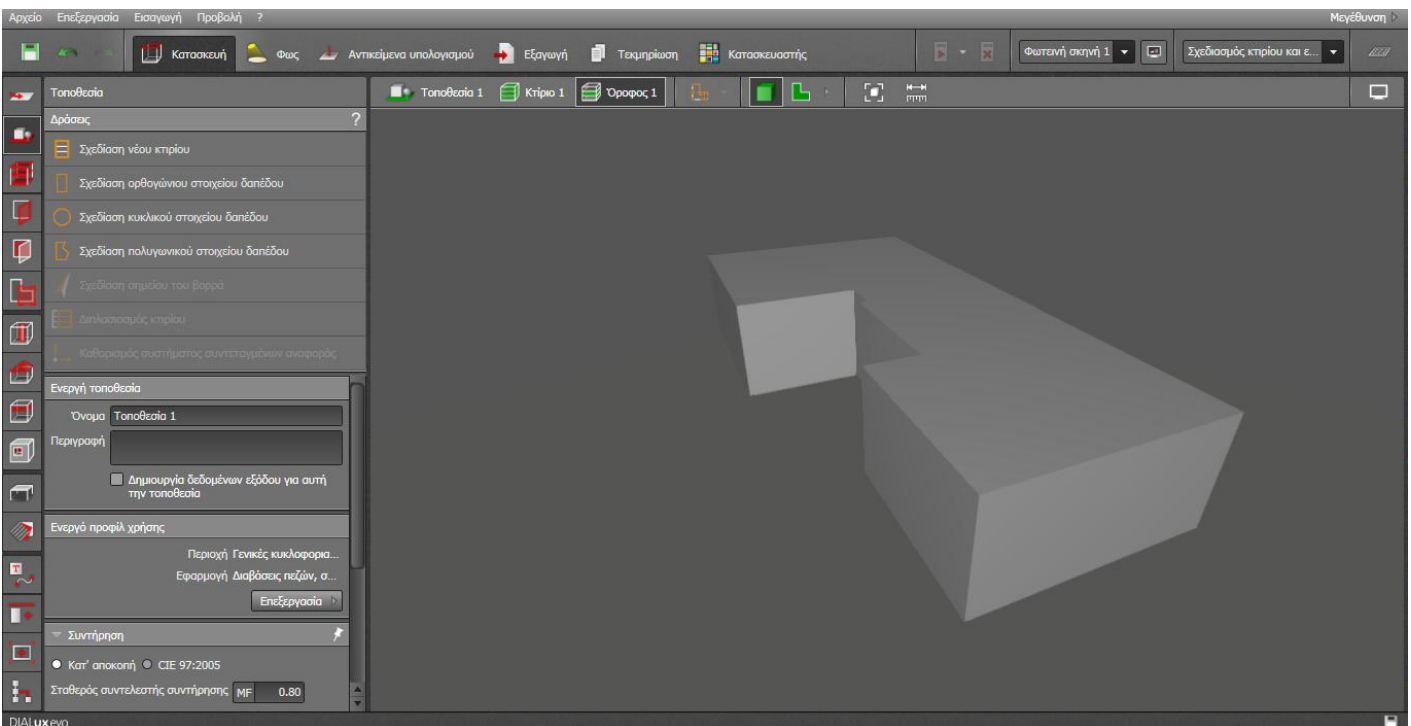 Αρχείο Επεξεργασία Εισαγωγή Προβολή ? Μεγέθυνση
Κατασκευή Φως Αντικείμενα υπολογισμού Εξαγωγή Τεκμηρίωση Κατασκευαστής Φωτεινή σκηνή 1 Σχεδιασμός κτιρίου και ε...
Τοποθεσία Τοποθεσία 1 Κτίριο 1 Όροφος 1
Δράσεις ?
Σχεδίαση νέου κτιρίου
Σχεδίαση ορθογώνιου στοιχείου δαπέδου
Σχεδίαση κυκλικού στοιχείου δαπέδου
Σχεδίαση πολυγωνικού στοιχείου δαπέδου
Σχεδίαση σημείου του βορρά
Διπλασιασμός κτιρίου
Καθορισμός συστήματος συντεταγμένων αναφοράς
Ενεργή τοποθεσία
Όνομα Τοποθεσία 1
Περιγραφή
Δημιουργία δεδομένων εξόδου για αυτή
την τοποθεσία
Ενεργό προφίλ χρήσης
Περιοχή Γενικές κυκλοφορια...
Εφαρμογή Διαβάσεις πεζών, σ...
Επεξεργασία
Συντήρηση
Κατ' αποκοπή CIE 97:2005
Σταθερός συντελεστής συντήρησης MF 0.80
DIALux evo